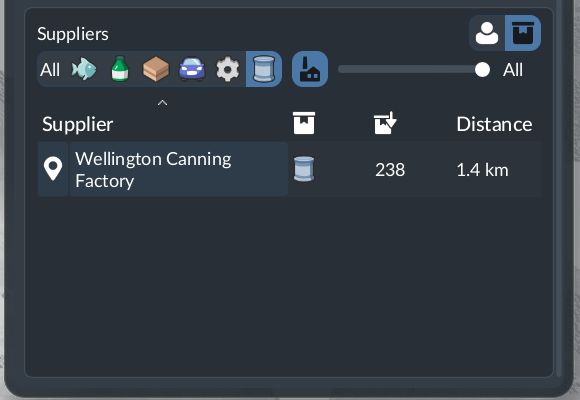 Suppliers
All All
Supplier Distance
Wellington Canning
Factory
238 1.4 km